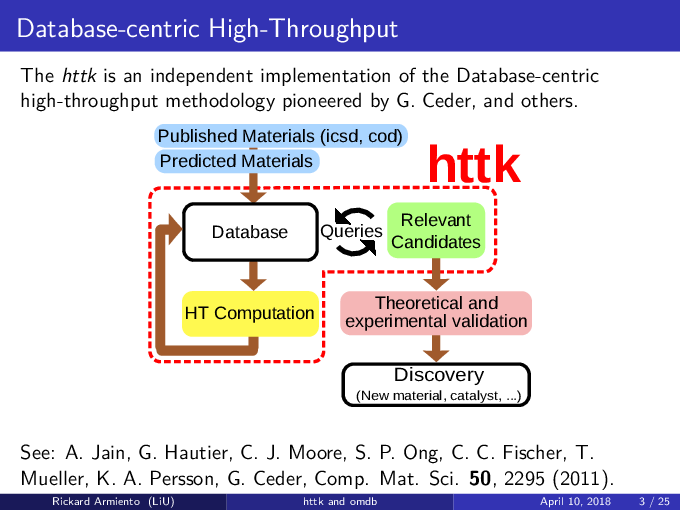 Database-centric High-Throughput
The httk is an independent implementation of the Database-centric
high-throughput methodology pioneered by G. Ceder, and others.
Published Materials (icsd, cod)
Predicted Materials
httk
Database
Queries
Relevant
Candidates
HT Computation
Theoretical and
experimental validation
Discovery
(New material, catalyst, ...)
See: A. Jain, G. Hautier, C. J. Moore, S. P. Ong, C. C. Fischer, T.
Mueller, K. A. Persson, G. Ceder, Comp. Mat. Sci. 50, 2295 (2011).
Rickard Armiento (LiU) httk and omdb April 10, 2018 3 / 25